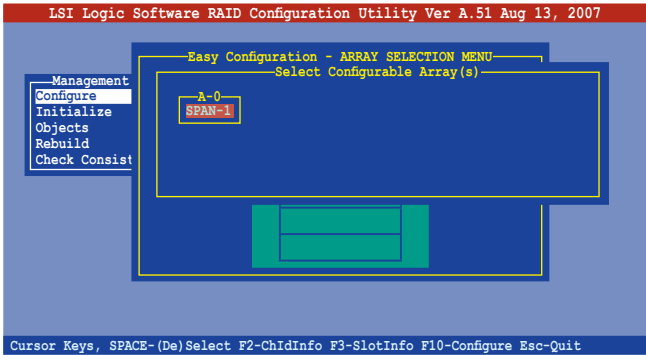 LSI Logic Software RAID Configuration Utility Ver A.51 Aug 13, 2007
Easy Configuration - ARRAY SELECTION MENU
Select Configurable Array(s)
Management
Configure
Initialize
Objects
Rebuild
Check Consist
A-0
SPAN-1
Cursor Keys, SPACE-(De)Select F2-ChIdInfo F3-SlotInfo F10-Configure Esc-Quit